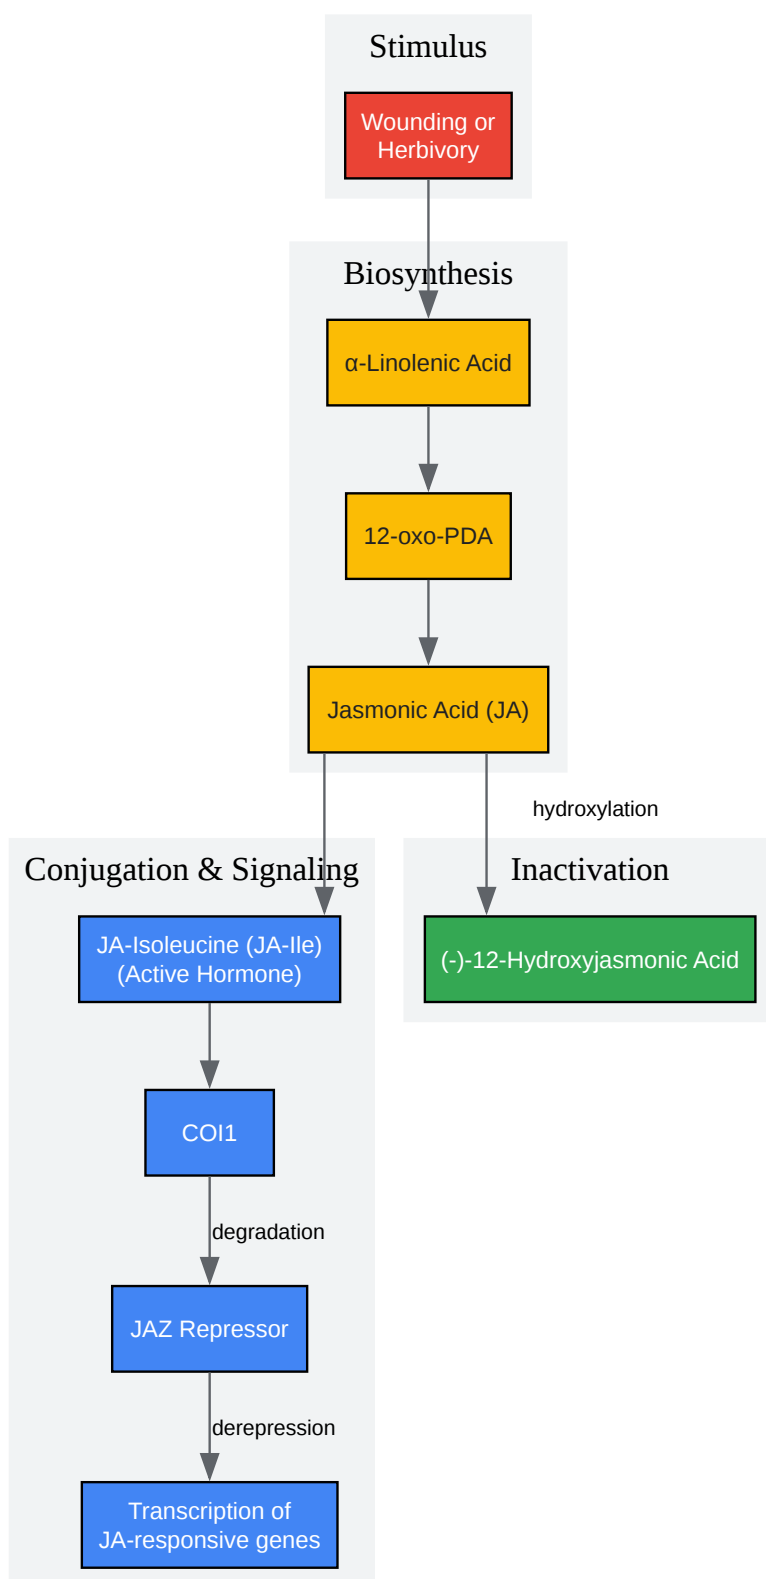 Stimulus
Wounding or
Herbivory
Biosynthesis
α-Linolenic Acid
12-oxo-PDA
Jasmonic Acid (JA)
hydroxylation
Conjugation & Signaling
Inactivation
JA-Isoleucine (JA-Ile)
(Active Hormone)
(-)-12-Hydroxyjasmonic Acid
COI1
degradation
JAZ Repressor
derepression
Transcription of
JA-responsive genes